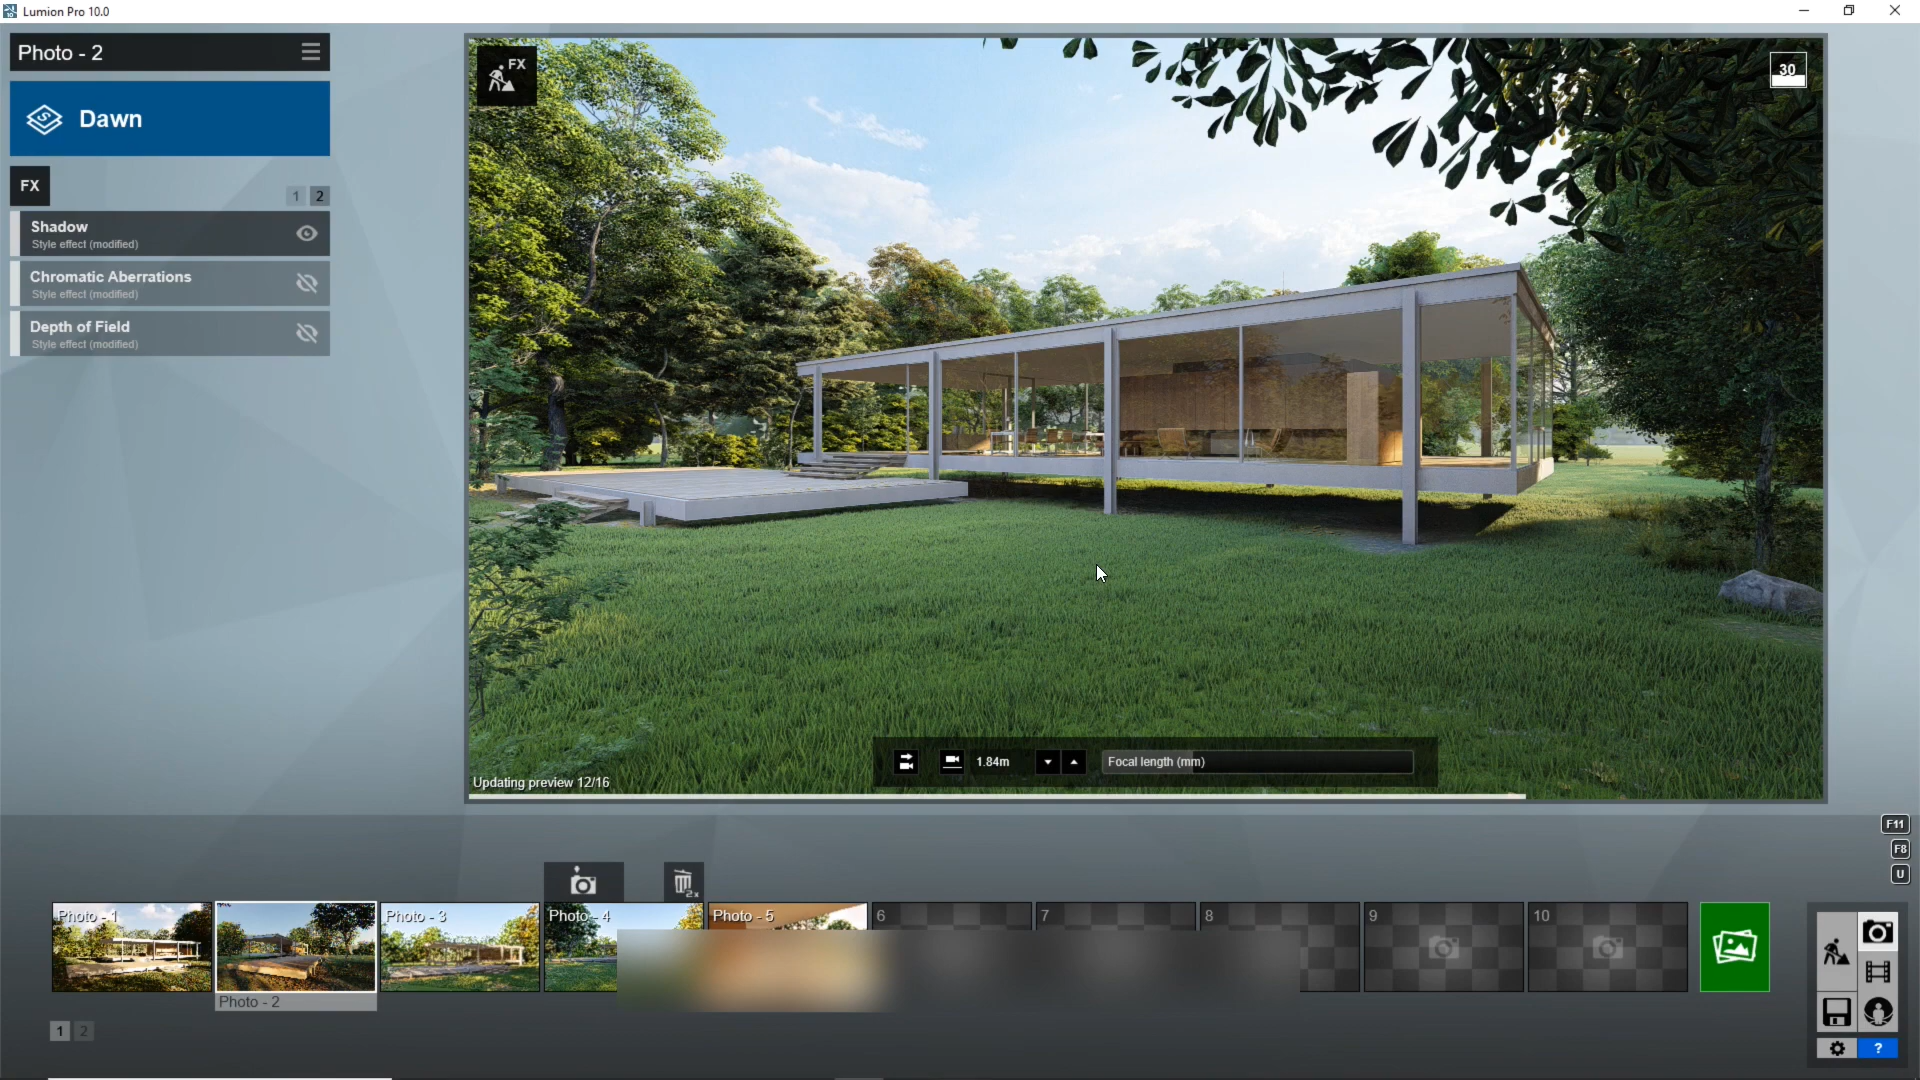 Lumion Pro 10.0
Photo - 2
Dawn
FX
1 2
Shadow
Style effect (modified)
Chromatic Aberrations
Style effect (modified)
Depth of Field
Style effect (modified)
FX
30
1.84m
Focal length (mm)
Updating preview 12/16
F11
F8
U
Photo - 1
Photo - 3
Photo - 4
Photo - 5
6
7
8
9
10
Photo - 2
1 2
?